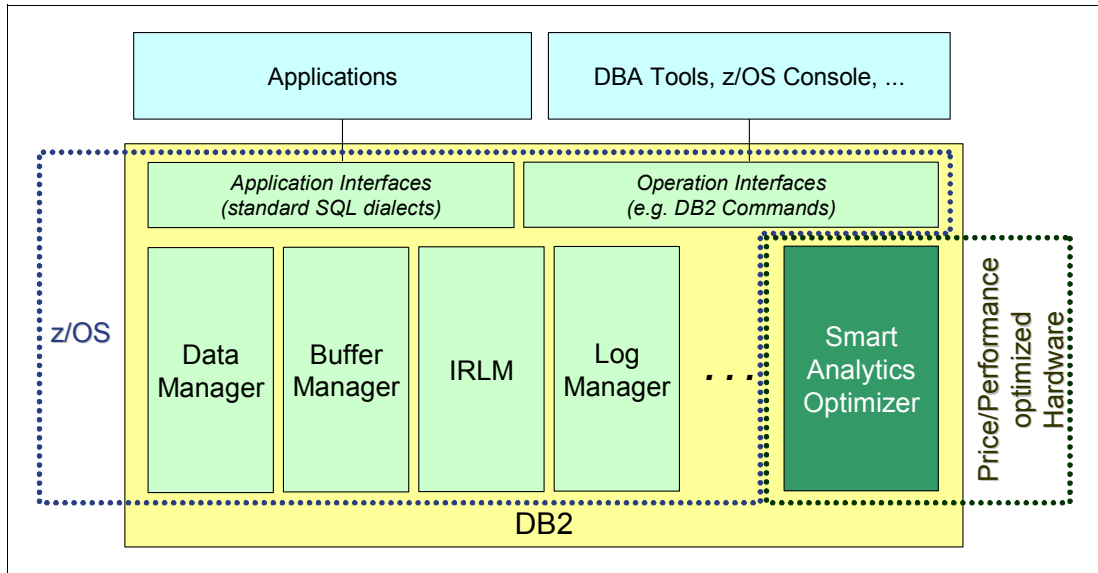 Applications
DBA Tools, z/OS Console, ...
Application Interfaces
(standard SQL dialects)
Operation Interfaces
(e.g. DB2 Commands)
z/OS
Data
Manager
Buffer
Manager
IRLM
Log
Manager
. . .
Smart
Analytics
Optimizer
Price/Performance
optimized
Hardware
DB2